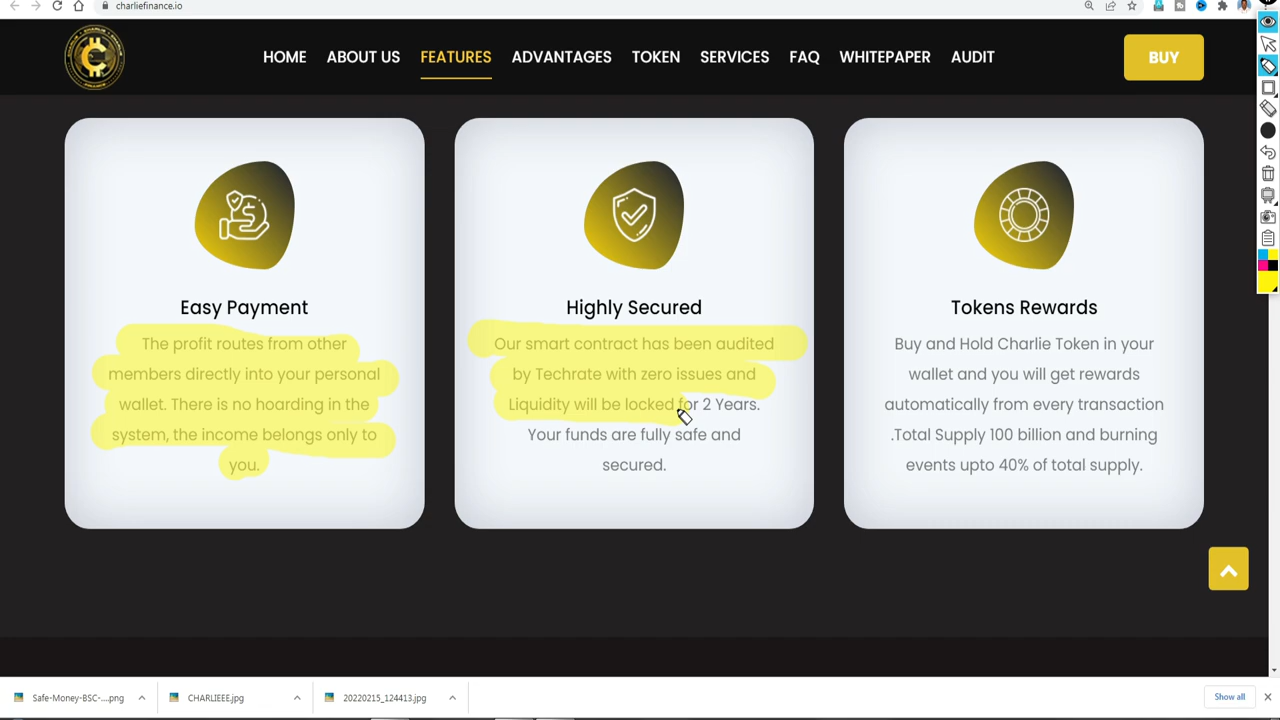 charliefinance.io
HOME ABOUT US FEATURES ADVANTAGES TOKEN SERVICES FAQ WHITEPAPER AUDIT BUY
Easy Payment
The profit routes from other
members directly into your personal
wallet. There is no hoarding in the
system, the income belongs only to
you.
Highly Secured
Our smart contract has been audited
by Techrate with zero issues and
Liquidity will be locked for 2 Years.
Your funds are fully safe and
secured.
Tokens Rewards
Buy and Hold Charlie Token in your
wallet and you will get rewards
automatically from every transaction
.Total Supply 100 billion and burning
events upto 40% of total supply.
Safe-Money-BSC-....png CHARLIEEE.jpg 20220215_124413.jpg Show all